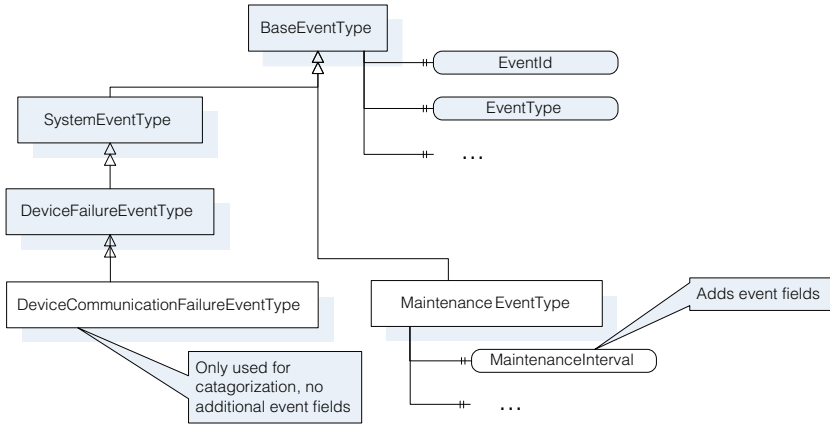 BaseEventType
EventId
EventType
...
SystemEventType
DeviceFailureEventType
DeviceCommunicationFailureEventType
Only used for
catagorization, no
additional event fields
Maintenance EventType
Adds event fields
MaintenanceInterval
...